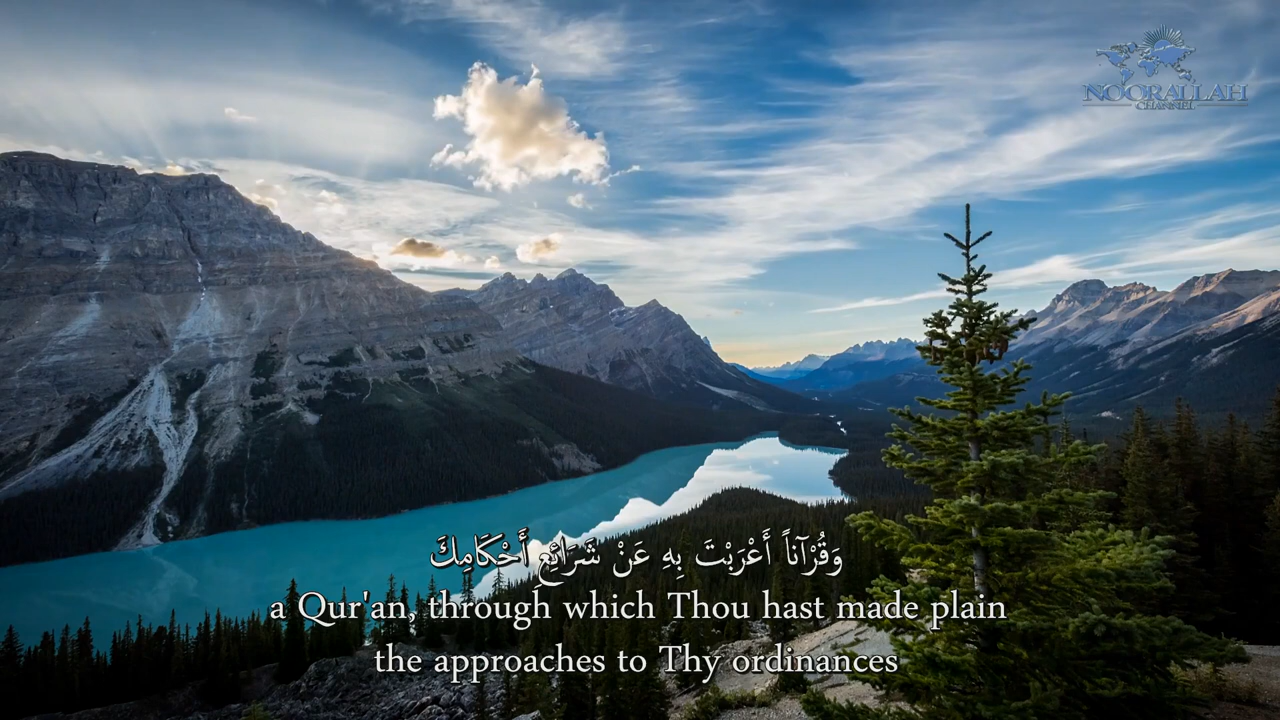 NOORALLAH
CHANNEL
وَقُرْآناً أَعْرَبْتَ بِهِ عَنْ شَرَائِعِ أَحْكَامِكَ
a Qur'an, through which Thou hast made plain
the approaches to Thy ordinances